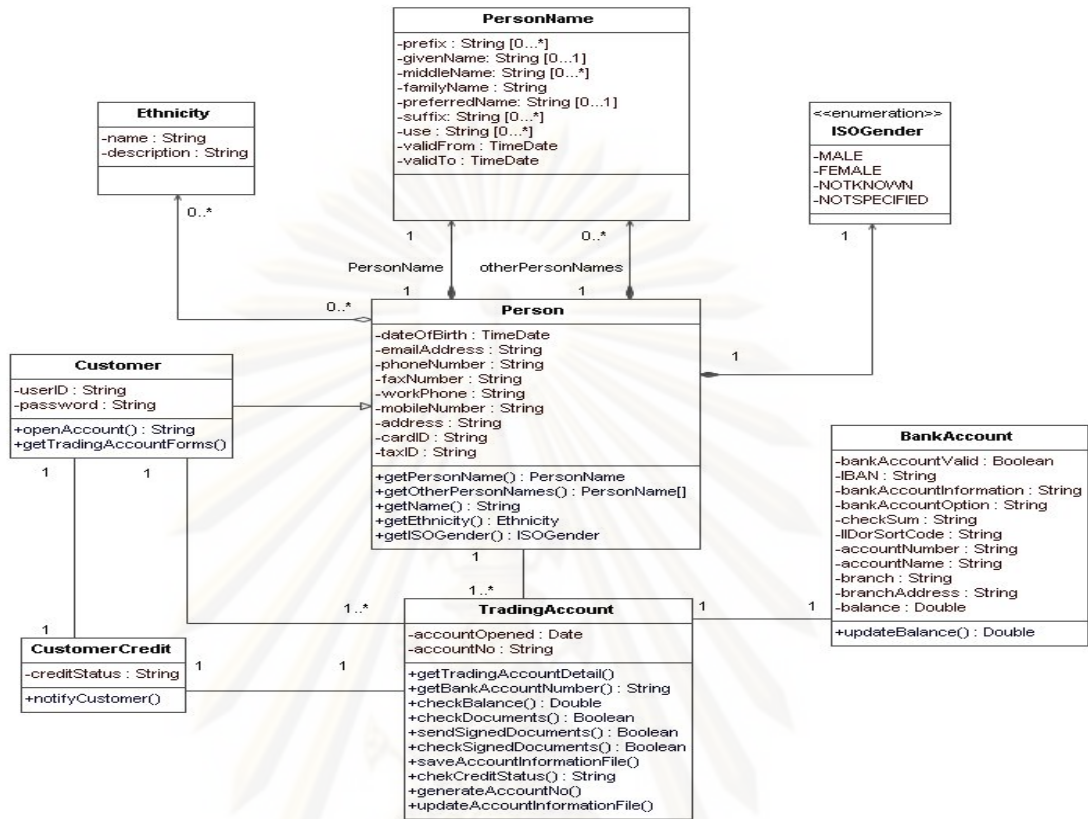 PersonName
-prefix : String [0...*]
-givenName: String [0...1]
-middleName: String [0...*]
-familyName : String
-preferredName: String [0...1]
-suffix: String [0...*]
-use : String [0...*]
-validFrom : TimeDate
-validTo : TimeDate
Ethnicity
-name : String
-description : String
<<enumeration>>
ISOGender
-MALE
-FEMALE
-NOTKNOWN
-NOTSPECIFIED
0..*
1
0..*
1
PersonName
otherPersonNames
1
1
0..*
Person
-dateOfBirth : TimeDate
-emailAddress : String
-phoneNumber : String
-faxNumber : String
-workPhone : String
-mobileNumber : String
-address : String
-cardID : String
-taxID : String
+getPersonName() : PersonName
+getOtherPersonNames() : PersonName[]
+getName() : String
+getEthnicity() : Ethnicity
+getISOGender() : ISOGender
1
Customer
-userID : String
-password : String
+openAccount() : String
+getTradingAccountForms()
1
1
BankAccount
-bankAccountValid : Boolean
-IBAN : String
-bankAccountInformation : String
-bankAccountOption : String
-checkSum : String
-IIDorSortCode : String
-accountNumber : String
-accountName : String
-branch : String
-branchAddress : String
-balance : Double
+updateBalance() : Double
1
1..*
1..*
1
1
TradingAccount
-accountOpened : Date
-accountNo : String
+getTradingAccountDetail()
+getBankAccountNumber() : String
+checkBalance() : Double
+checkDocuments() : Boolean
+sendSignedDocuments() : Boolean
+checkSignedDocuments() : Boolean
+saveAccountInformationFile()
+chekCreditStatus() : String
+generateAccountNo()
+updateAccountInformationFile()
1
CustomerCredit
-creditStatus : String
+notifyCustomer()
1
1